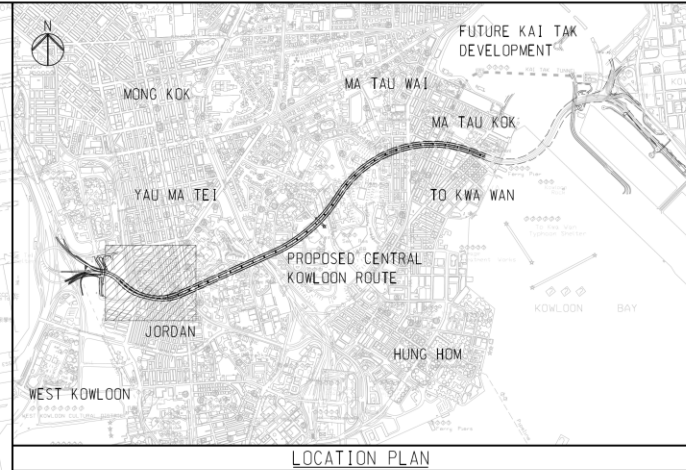 N
FUTURE KAI TAK
DEVELOPMENT
MONG KOK
MA TAU WAI
MA TAU KOK
YAU MA TEI
TO KWA WAN
PROPOSED CENTRAL
KOWLOON ROUTE
KOWLOON BAY
JORDAN
HUNG HOM
WEST KOWLOON
LOCATION PLAN